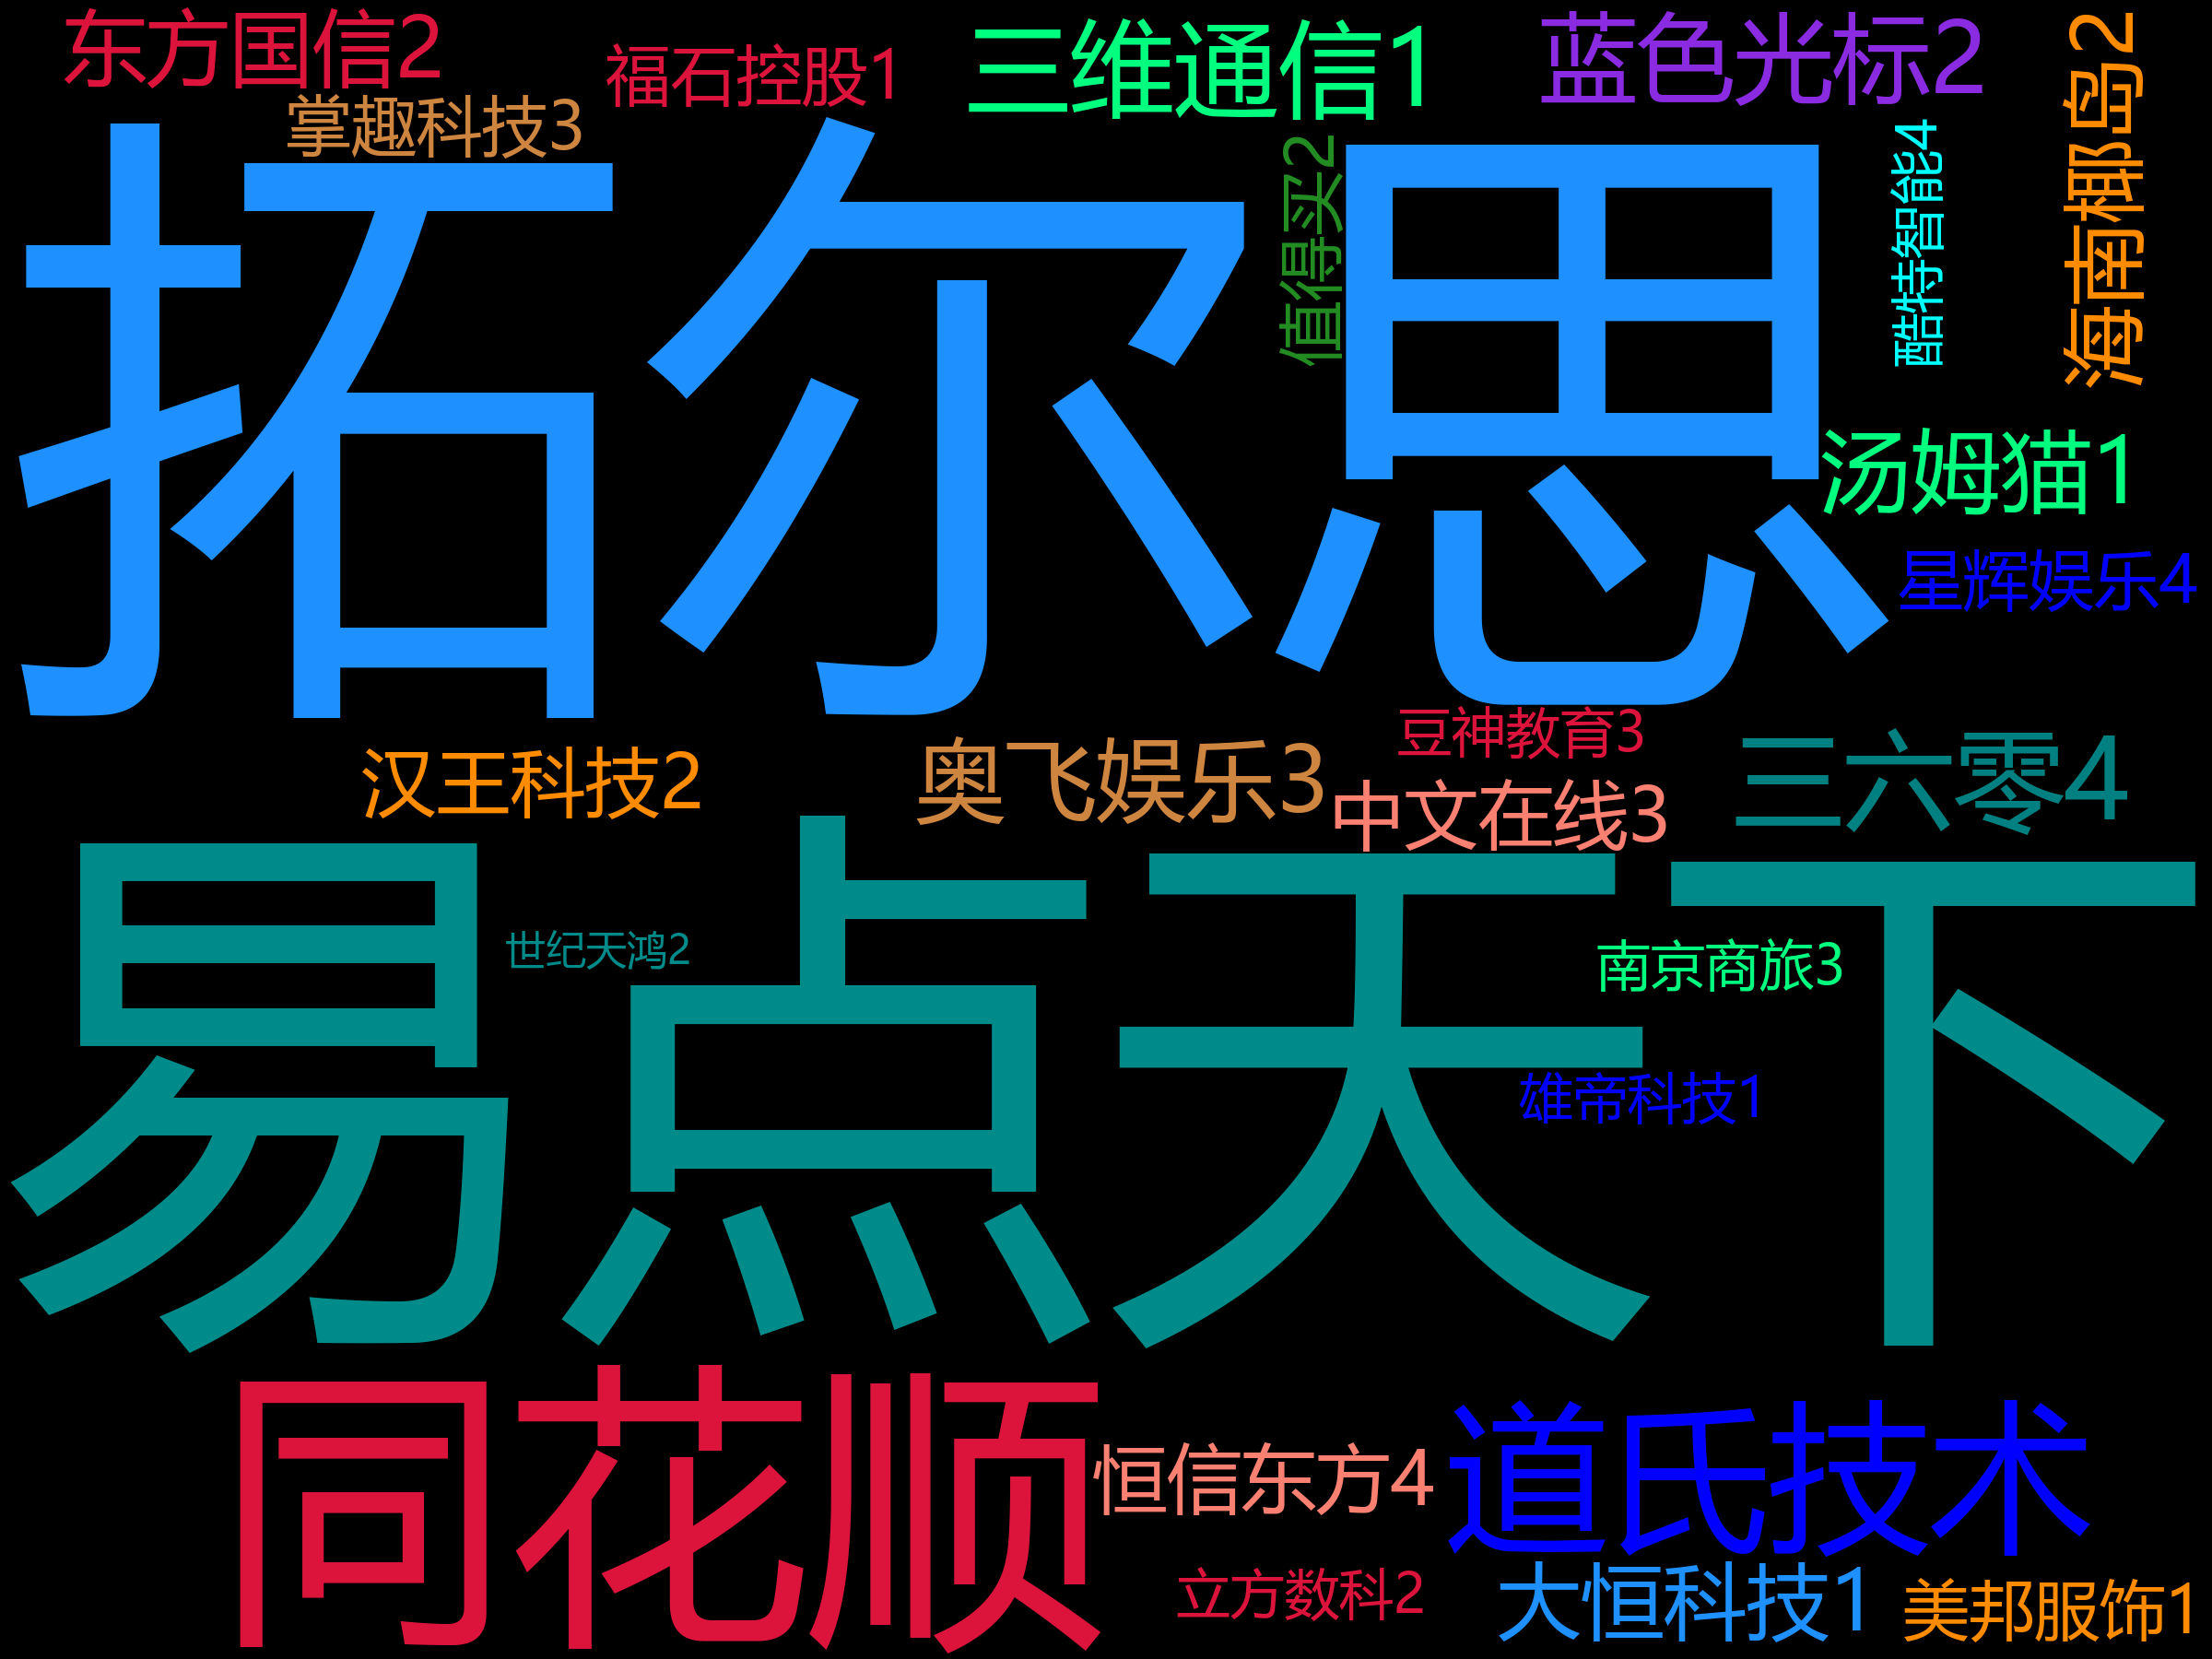 东方国信2
福石控股1
三维通信1
蓝色光标2
海南椰岛2
掌趣科技3
值得买2
酷特智能4
拓尔思
汤姆猫1
星辉娱乐4
豆神教育3
汉王科技2
奥飞娱乐3
中文在线3
三六零4
易点天下
世纪天鸿2
南京商旅3
雄帝科技1
同花顺
恒信东方4
道氏技术
立方数科2
大恒科技1
美邦服饰1